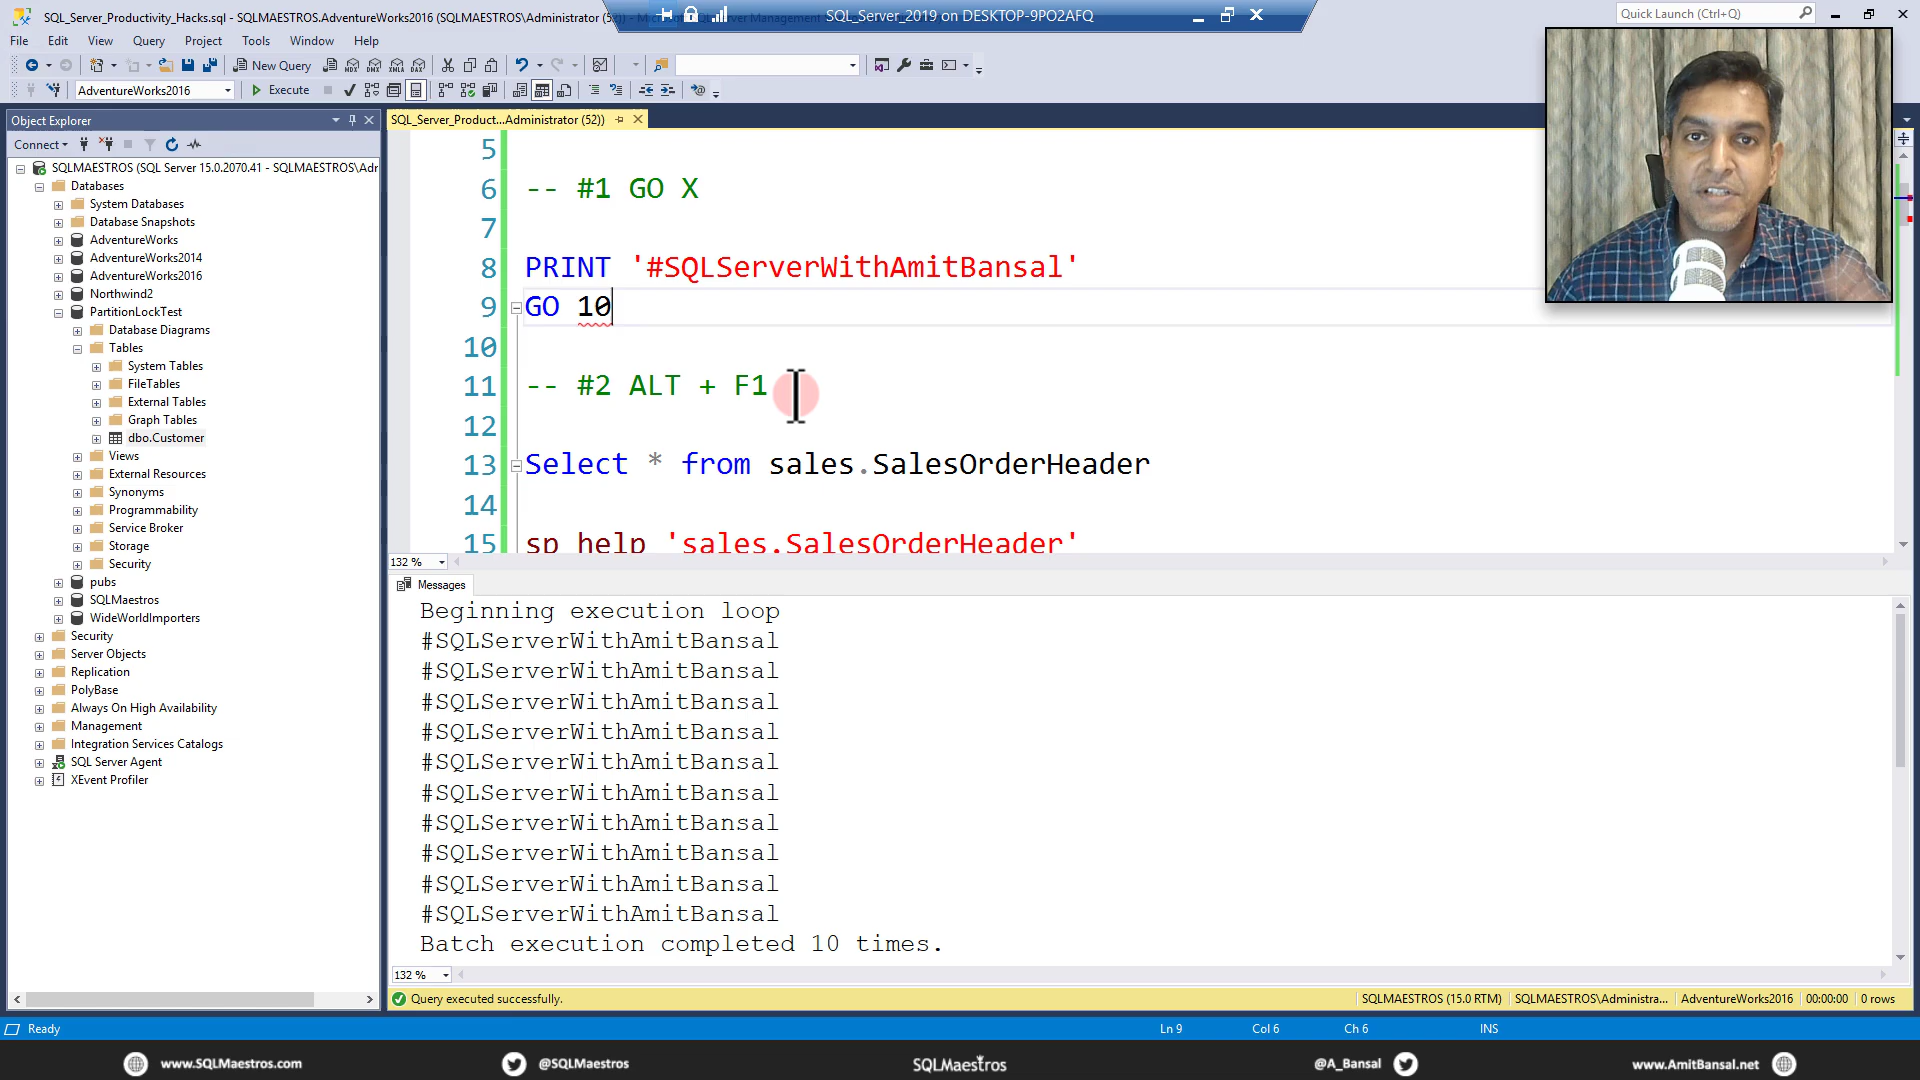 SQL_Server_Productivity_Hacks.sql - SQLMAESTROS.AdventureWorks2016 (SQLMAESTROS\Administrator (52))
SQL_Server_2019 on DESKTOP-9PO2AFQ
Quick Launch (Ctrl+Q)
File Edit View Query Project Tools Window Help
New Query
AdventureWorks2016
Execute
Object Explorer
SQL_Server_Product...Administrator (52))
Connect
SQLMAESTROS (SQL Server 15.0.2070.41 - SQLMAESTROS\Adr
Databases
System Databases
Database Snapshots
AdventureWorks
AdventureWorks2014
AdventureWorks2016
Northwind2
PartitionLockTest
Database Diagrams
Tables
System Tables
FileTables
External Tables
Graph Tables
dbo.Customer
Views
External Resources
Synonyms
Programmability
Service Broker
Storage
Security
pubs
SQLMaestros
WideWorldImporters
Security
Server Objects
Replication
PolyBase
Always On High Availability
Management
Integration Services Catalogs
SQL Server Agent
XEvent Profiler
5
6 -- #1 GO X
7
8 PRINT '#SQLServerWithAmitBansal'
9 GO 10
10
11 -- #2 ALT + F1
12
13 Select * from sales.SalesOrderHeader
14
15 sp_help 'sales.SalesOrderHeader'
132 %
Messages
Beginning execution loop
#SQLServerWithAmitBansal
#SQLServerWithAmitBansal
#SQLServerWithAmitBansal
#SQLServerWithAmitBansal
#SQLServerWithAmitBansal
#SQLServerWithAmitBansal
#SQLServerWithAmitBansal
#SQLServerWithAmitBansal
#SQLServerWithAmitBansal
#SQLServerWithAmitBansal
Batch execution completed 10 times.
132 %
Query executed successfully.
SQLMAESTROS (15.0 RTM) SQLMAESTROS\Administra... AdventureWorks2016 00:00:00 0 rows
Ready
Ln 9 Col 6 Ch 6 INS
www.SQLMaestros.com @SQLMaestros SQLMaestros @A_Bansal www.AmitBansal.net